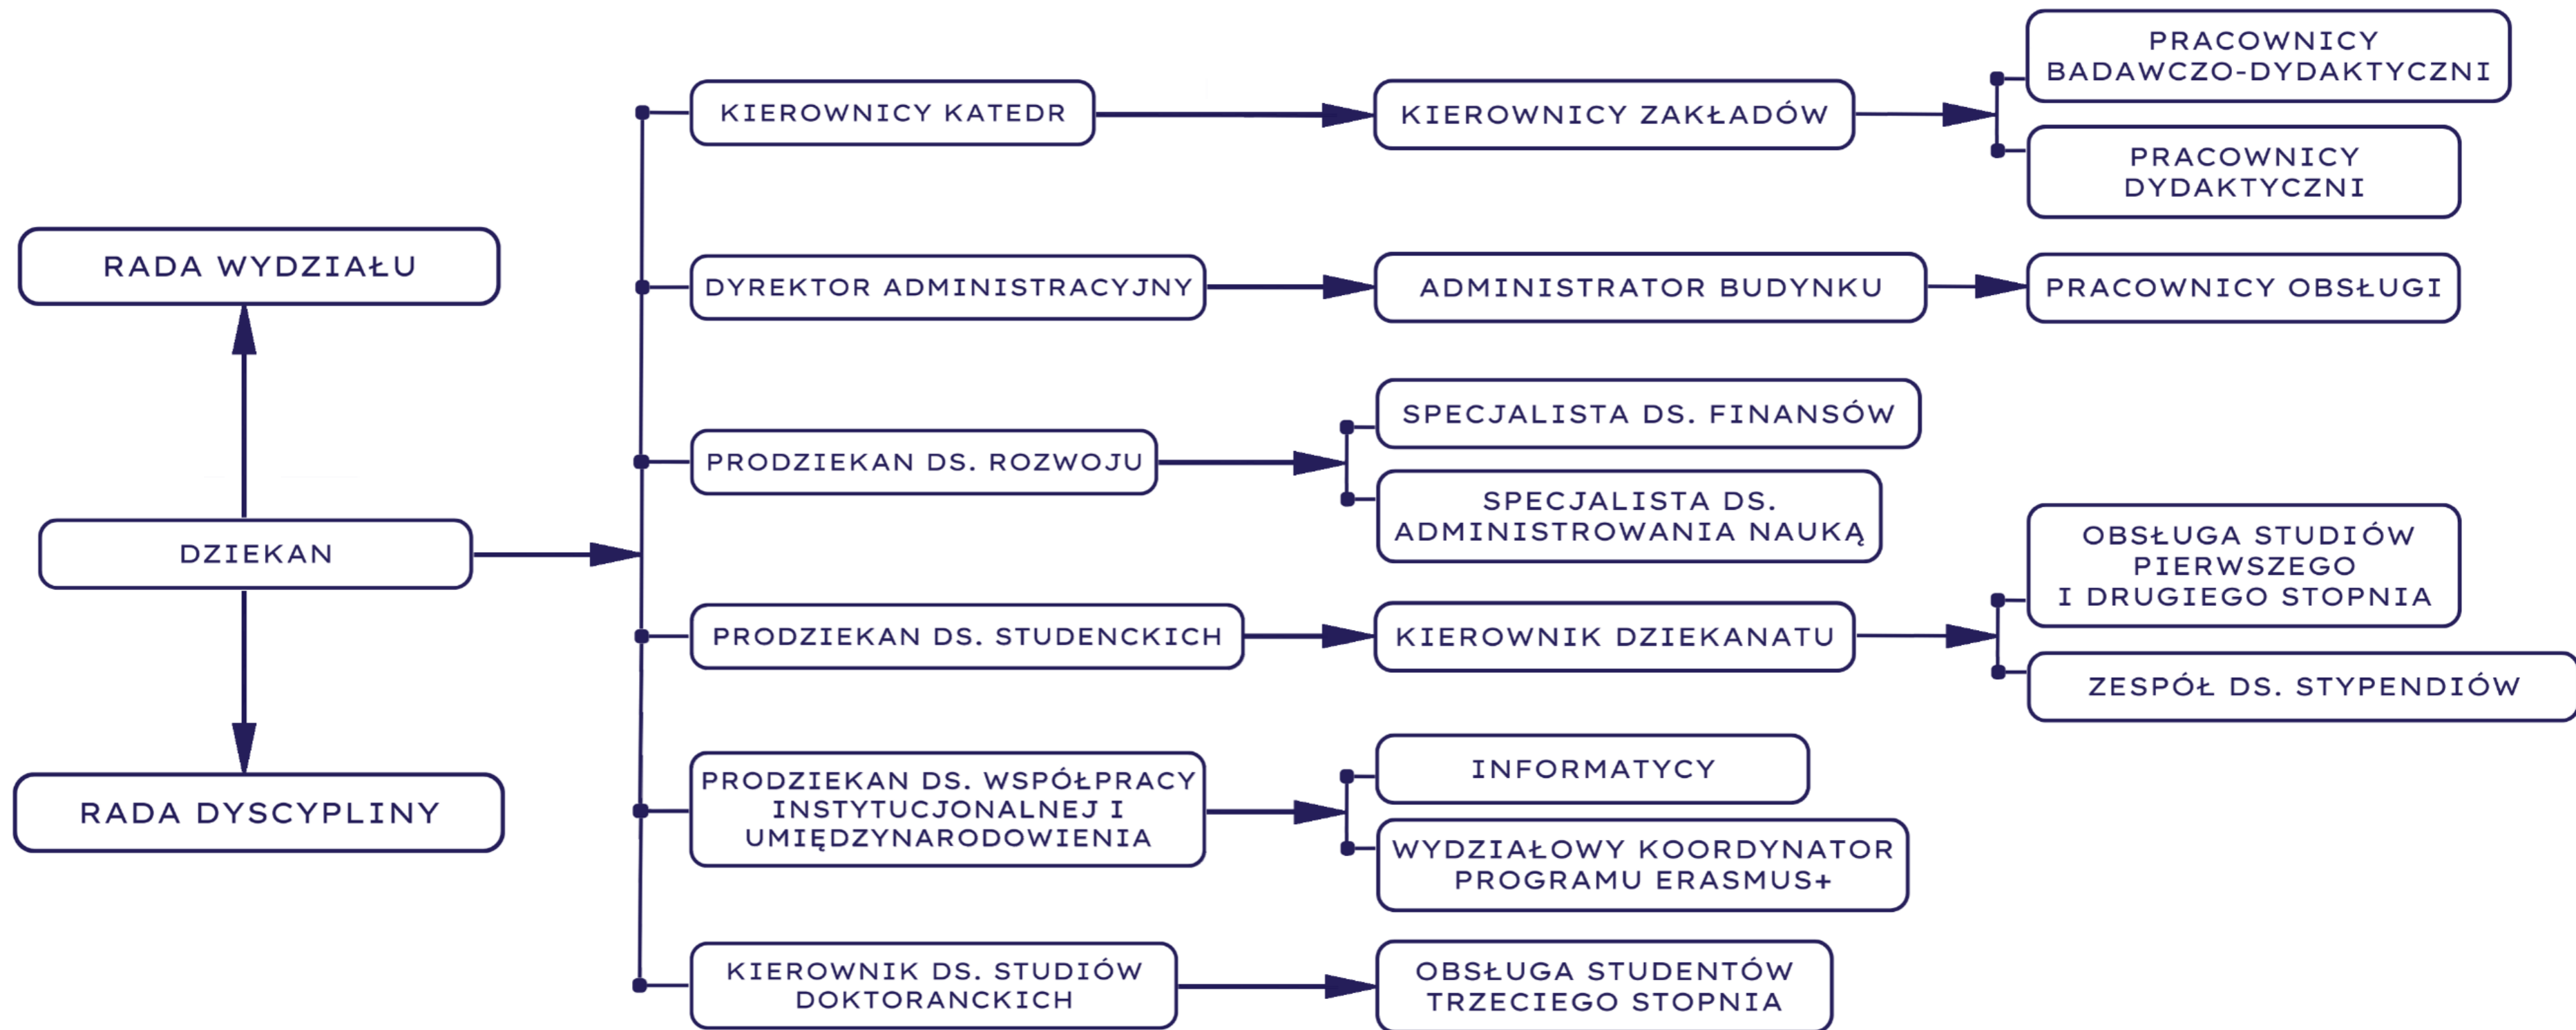 RADA WYDZIAŁU
DZIEKAN
RADA DYSCYPLINY
KIEROWNICY KATEDR
KIEROWNICY ZAKŁADÓW
PRACOWNICY
BADAWCZO-DYDAKTYCZNI
PRACOWNICY
DYDAKTYCZNI
DYREKTOR ADMINISTRACYJNY
ADMINISTRATOR BUDYNKU
PRACOWNICY OBSŁUGI
PRODZIEKAN DS. ROZWOJU
SPECJALISTA DS. FINANSÓW
SPECJALISTA DS.
ADMINISTROWANIA NAUKĄ
PRODZIEKAN DS. STUDENCKICH
KIEROWNIK DZIEKANATU
OBSŁUGA STUDIÓW
PIERWSZEGO
I DRUGIEGO STOPNIA
ZESPÓŁ DS. STYPENDIÓW
PRODZIEKAN DS. WSPÓŁPRACY
INSTYTUCJONALNEJ I
UMIĘDZYNARODOWIENIA
INFORMATYCY
WYDZIAŁOWY KOORDYNATOR
PROGRAMU ERASMUS+
KIEROWNIK DS. STUDIÓW
DOKTORANCKICH
OBSŁUGA STUDENTÓW
TRZECIEGO STOPNIA